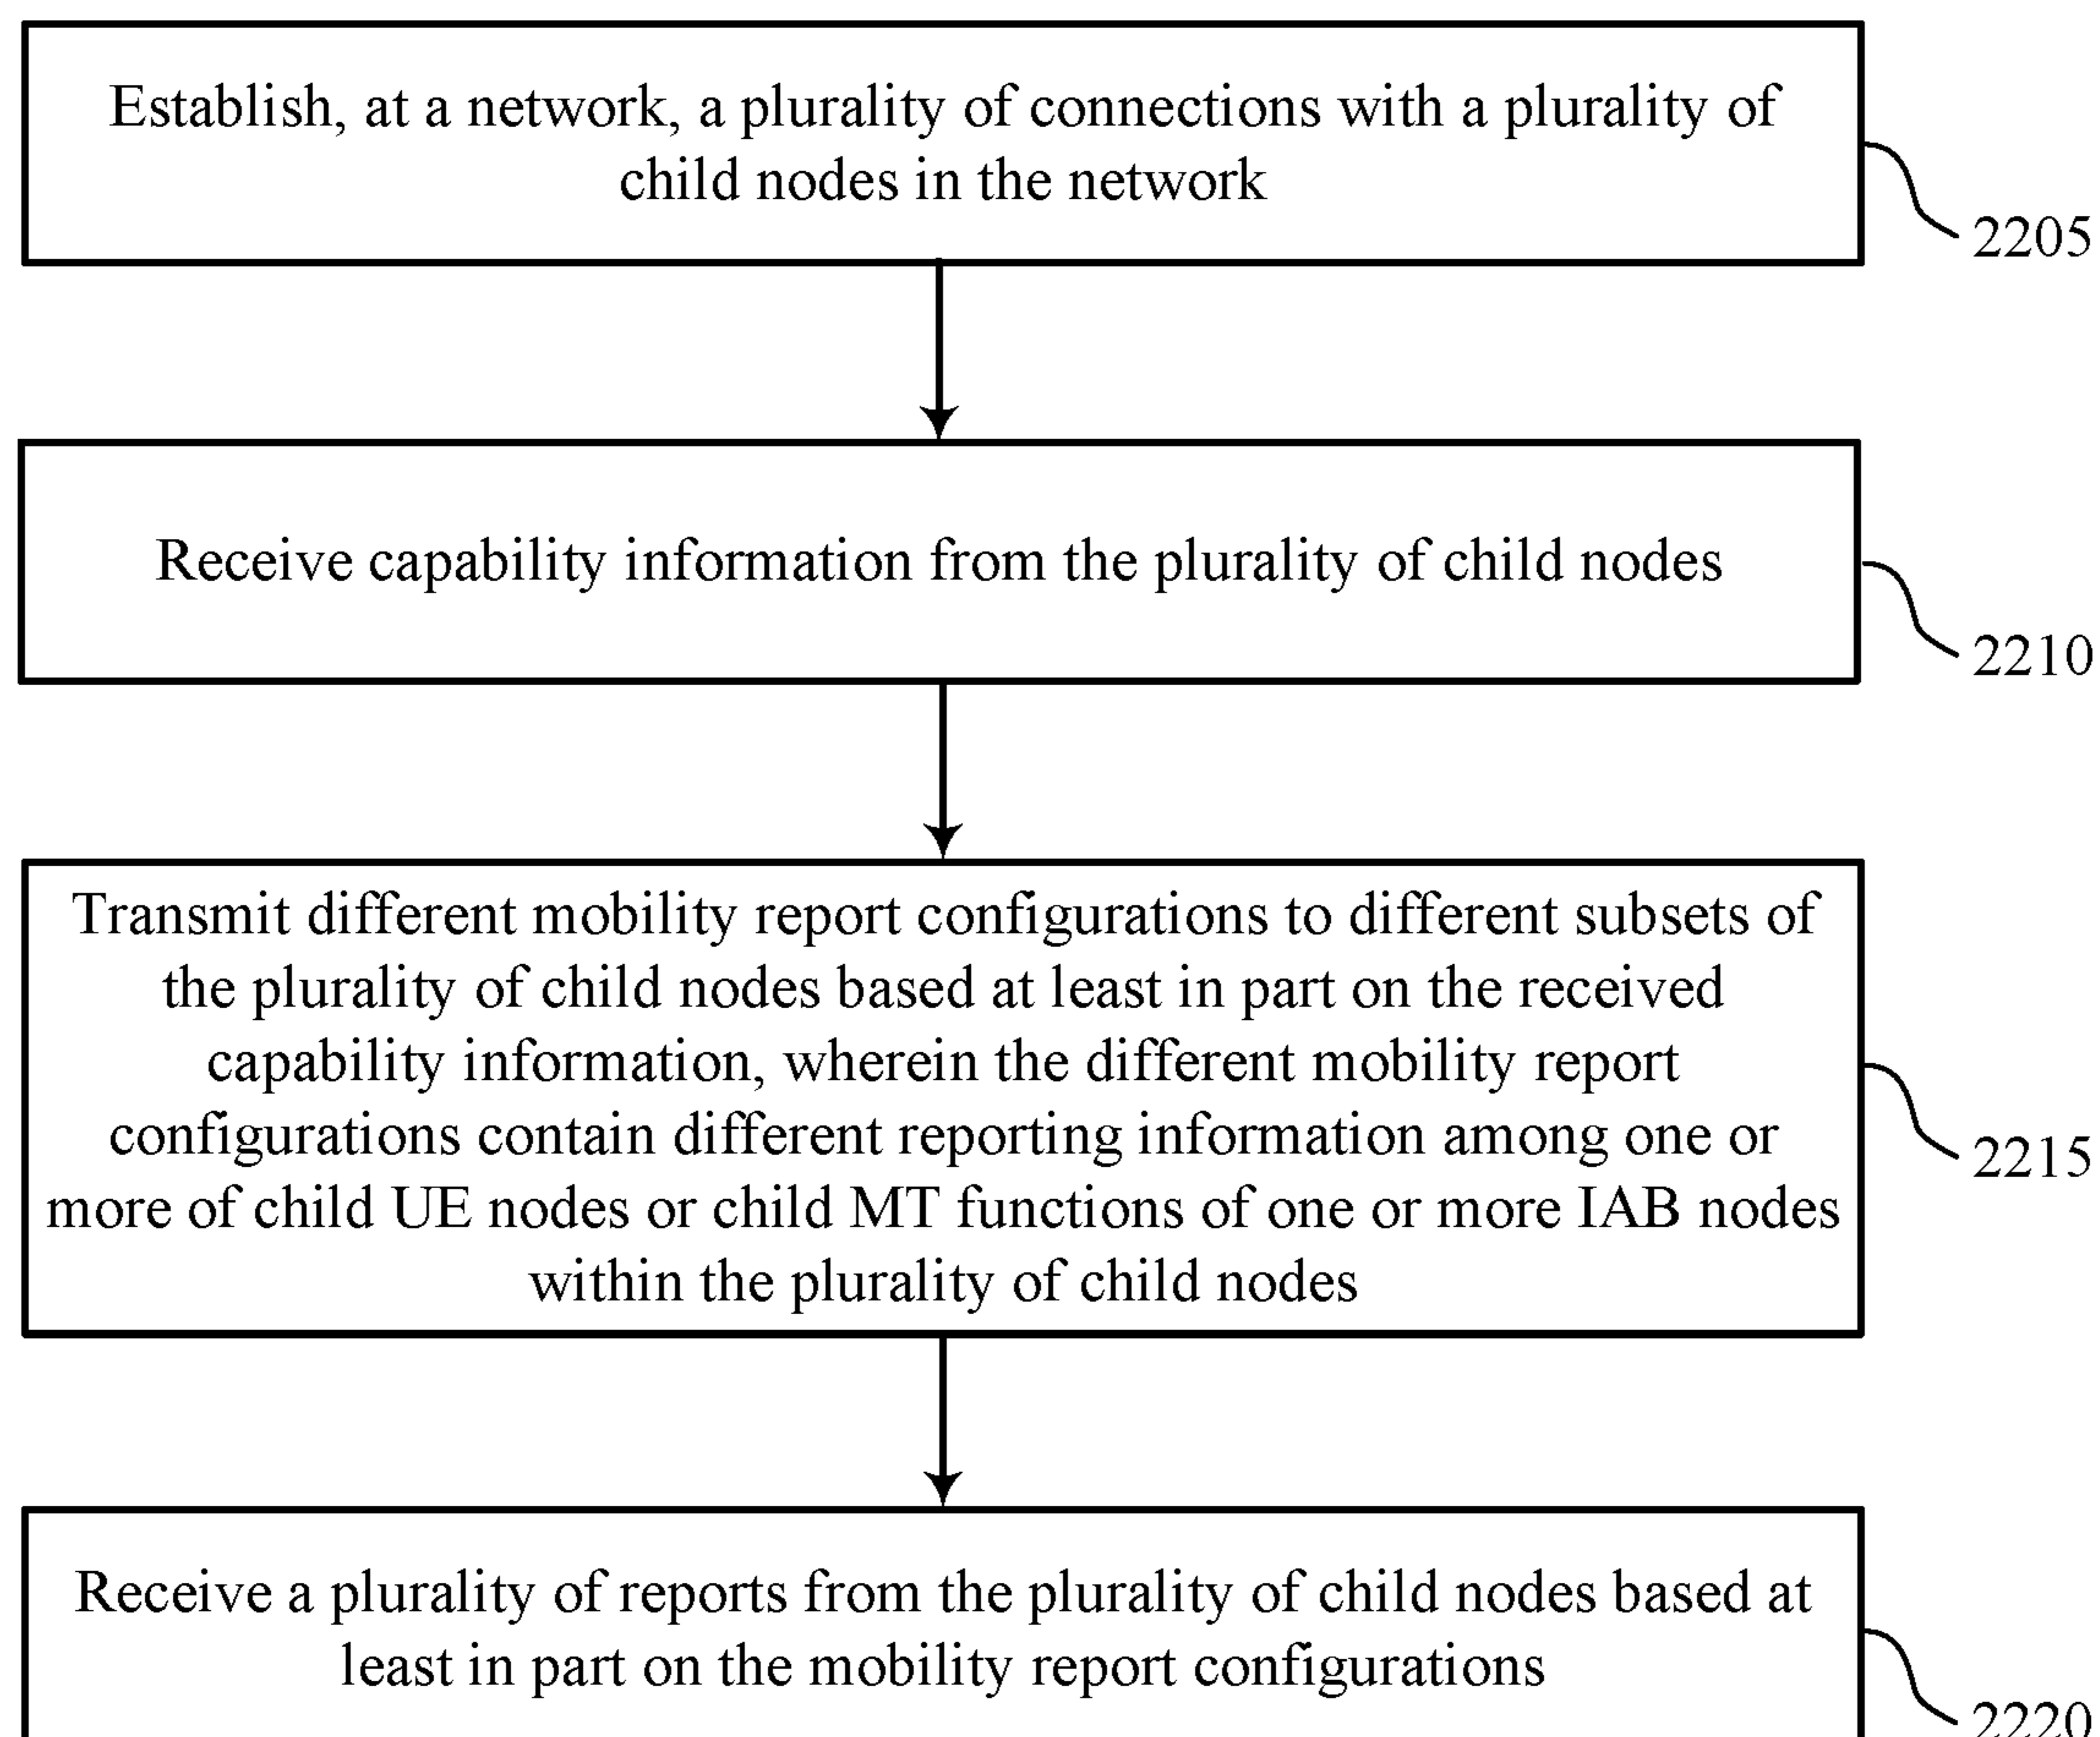 Establish, at a network, a plurality of connections with a plurality of
child nodes in the network
2205
Receive capability information from the plurality of child nodes
2210
Transmit different mobility report configurations to different subsets of
the plurality of child nodes based at least in part on the received
capability information, wherein the different mobility report
configurations contain different reporting information among one or
more of child UE nodes or child MT functions of one or more IAB nodes
within the plurality of child nodes
2215
Receive a plurality of reports from the plurality of child nodes based at
least in part on the mobility report configurations
2220